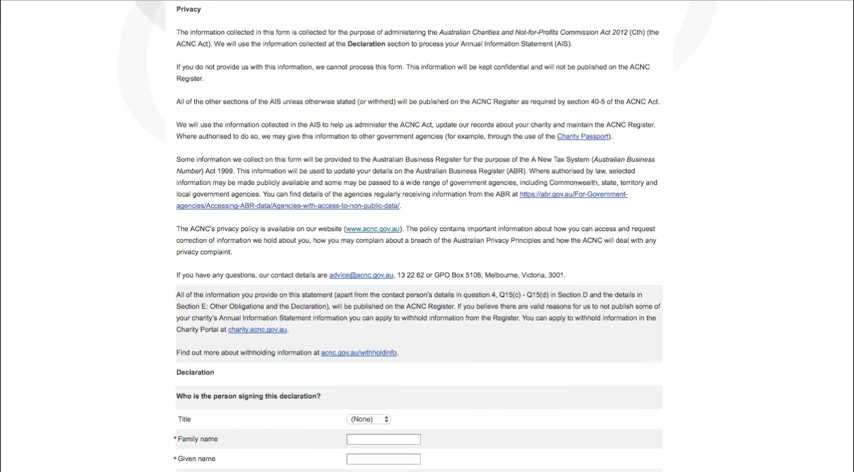 Privacy
The information collected in this form is collected for the purpose of administering the Australian Charities and Not-for-Profits Commission Act 2012 (Cth) (the
ACNC Act). We will use the information collected at the Declaration section to process your Annual Information Statement (AIS).
If you do not provide us with this information, we cannot process this form. This information will be kept confidential and will not be published on the ACNC
Register.
All of the other sections of the AIS unless otherwise stated (or withheld) will be published on the ACNC Register as required by section 40-5 of the ACNC Act.
We will use the information collected in the AIS to help us administer the ACNC Act, update our records about your charity and maintain the ACNC Register.
Where authorised to do so, we may give this information to other government agencies (for example, through the use of the Charity Passport).
Some information we collect on this form will be provided to the Australian Business Register for the purpose of the A New Tax System (Australian Business
Number) Act 1999. This information will be used to update your details on the Australian Business Register (ABR). Where authorised by law, selected
information may be made publicly available and some may be passed to a wide range of government agencies, including Commonwealth, state, territory and
local government agencies. You can find details of the agencies regularly receiving information from the ABR at https://abr.gov.au/For-Government-
agencies/Accessing-ABR-data/Agencies-with-access-to-non-public-data/.
The ACNC's privacy policy is available on our website (www.acnc.gov.au). The policy contains important information about how you can access and request
correction of information we hold about you, how you may complain about a breach of the Australian Privacy Principles and how the ACNC will deal with any
privacy complaint.
If you have any questions, our contact details are advice@acnc.gov.au, 13 22 62 or GPO Box 5108, Melbourne, Victoria, 3001.
All of the information you provide on this statement (apart from the contact person's details in question 4, Q15(c) - Q15(d) in Section D and the details in
Section E: Other Obligations and the Declaration), will be published on the ACNC Register. If you believe there are valid reasons for us to not publish some of
your charity's Annual Information Statement information you can apply to withhold information from the Register. You can apply to withhold information in the
Charity Portal at charity.acnc.gov.au.
Find out more about withholding information at acnc.gov.au/withholdinfo.
Declaration
Who is the person signing this declaration?
Title (None)
* Family name
* Given name